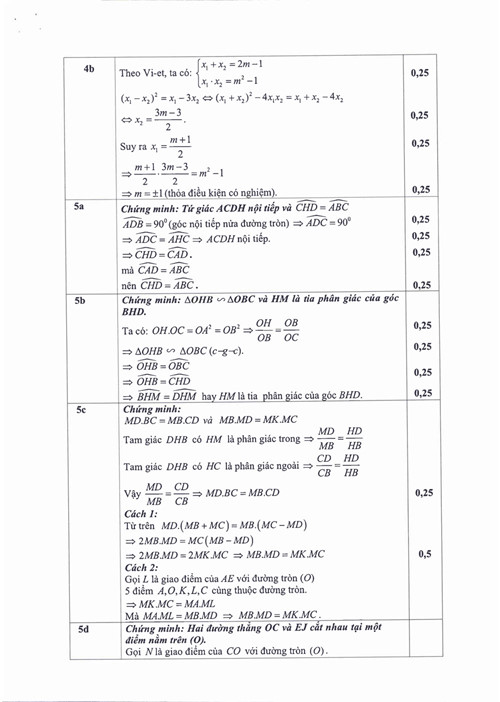 4b
Theo Vi-et, ta có: { x₁ + x₂ = 2m − 1
x₁ · x₂ = m² − 1
(x₁ − x₂)² = x₁ − 3x₂ ⇔ (x₁ + x₂)² − 4x₁x₂ = x₁ + x₂ − 4x₂
⇔ x₂ = (3m − 3)/2 .
Suy ra x₁ = (m + 1)/2
⇒ (m + 1)/2 · (3m − 3)/2 = m² − 1
⇒ m = ±1 (thỏa điều kiện có nghiệm).
0,25
0,25
0,25
0,25
5a
Chứng minh: Tứ giác ACDH nội tiếp và CHD = ABC
ADB = 90⁰ (góc nội tiếp nửa đường tròn) ⇒ ADC = 90⁰ 0,25
⇒ ADC = AHC ⇒ ACDH nội tiếp. 0,25
⇒ CHD = CAD . 0,25
mà CAD = ABC
nên CHD = ABC . 0,25
5b
Chứng minh: ΔOHB ∽ ΔOBC và HM là tia phân giác của góc
BHD.
Ta có: OH.OC = OA² = OB² ⇒ OH/OB = OB/OC 0,25
⇒ ΔOHB ∽ ΔOBC (c–g–c). 0,25
⇒ OHB = OBC
⇒ OHB = CHD 0,25
⇒ BHM = DHM hay HM là tia phân giác của góc BHD. 0,25
5c
Chứng minh:
MD.BC = MB.CD và MB.MD = MK.MC
Tam giác DHB có HM là phân giác trong ⇒ MD/MB = HD/HB
Tam giác DHB có HC là phân giác ngoài ⇒ CD/CB = HD/HB
Vậy MD/MB = CD/CB ⇒ MD.BC = MB.CD 0,25
Cách 1:
Từ trên MD.(MB + MC) = MB.(MC − MD)
⇒ 2MB.MD = MC(MB − MD)
⇒ 2MB.MD = 2MK.MC ⇒ MB.MD = MK.MC 0,5
Cách 2:
Gọi L là giao điểm của AE với đường tròn (O)
5 điểm A,O,K,L,C cùng thuộc đường tròn.
⇒ MK.MC = MA.ML
Mà MA.ML = MB.MD ⇒ MB.MD = MK.MC .
5d
Chứng minh: Hai đường thẳng OC và EJ cắt nhau tại một
điểm nằm trên (O).
Gọi N là giao điểm của CO với đường tròn (O).